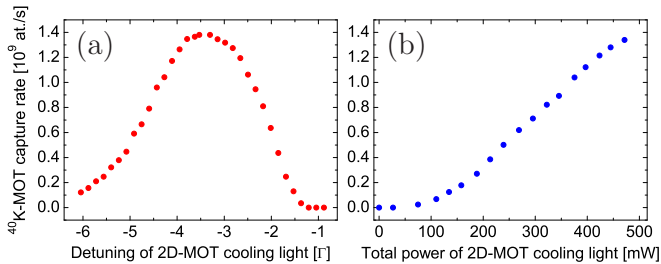 (a)
(b)
⁴⁰K-MOT capture rate [10⁹ at./s]
1.4
1.2
1.0
0.8
0.6
0.4
0.2
0.0
-6 -5 -4 -3 -2 -1
Detuning of 2D-MOT cooling light [Γ]
1.4
1.2
1.0
0.8
0.6
0.4
0.2
0.0
0 100 200 300 400 500
Total power of 2D-MOT cooling light [mW]